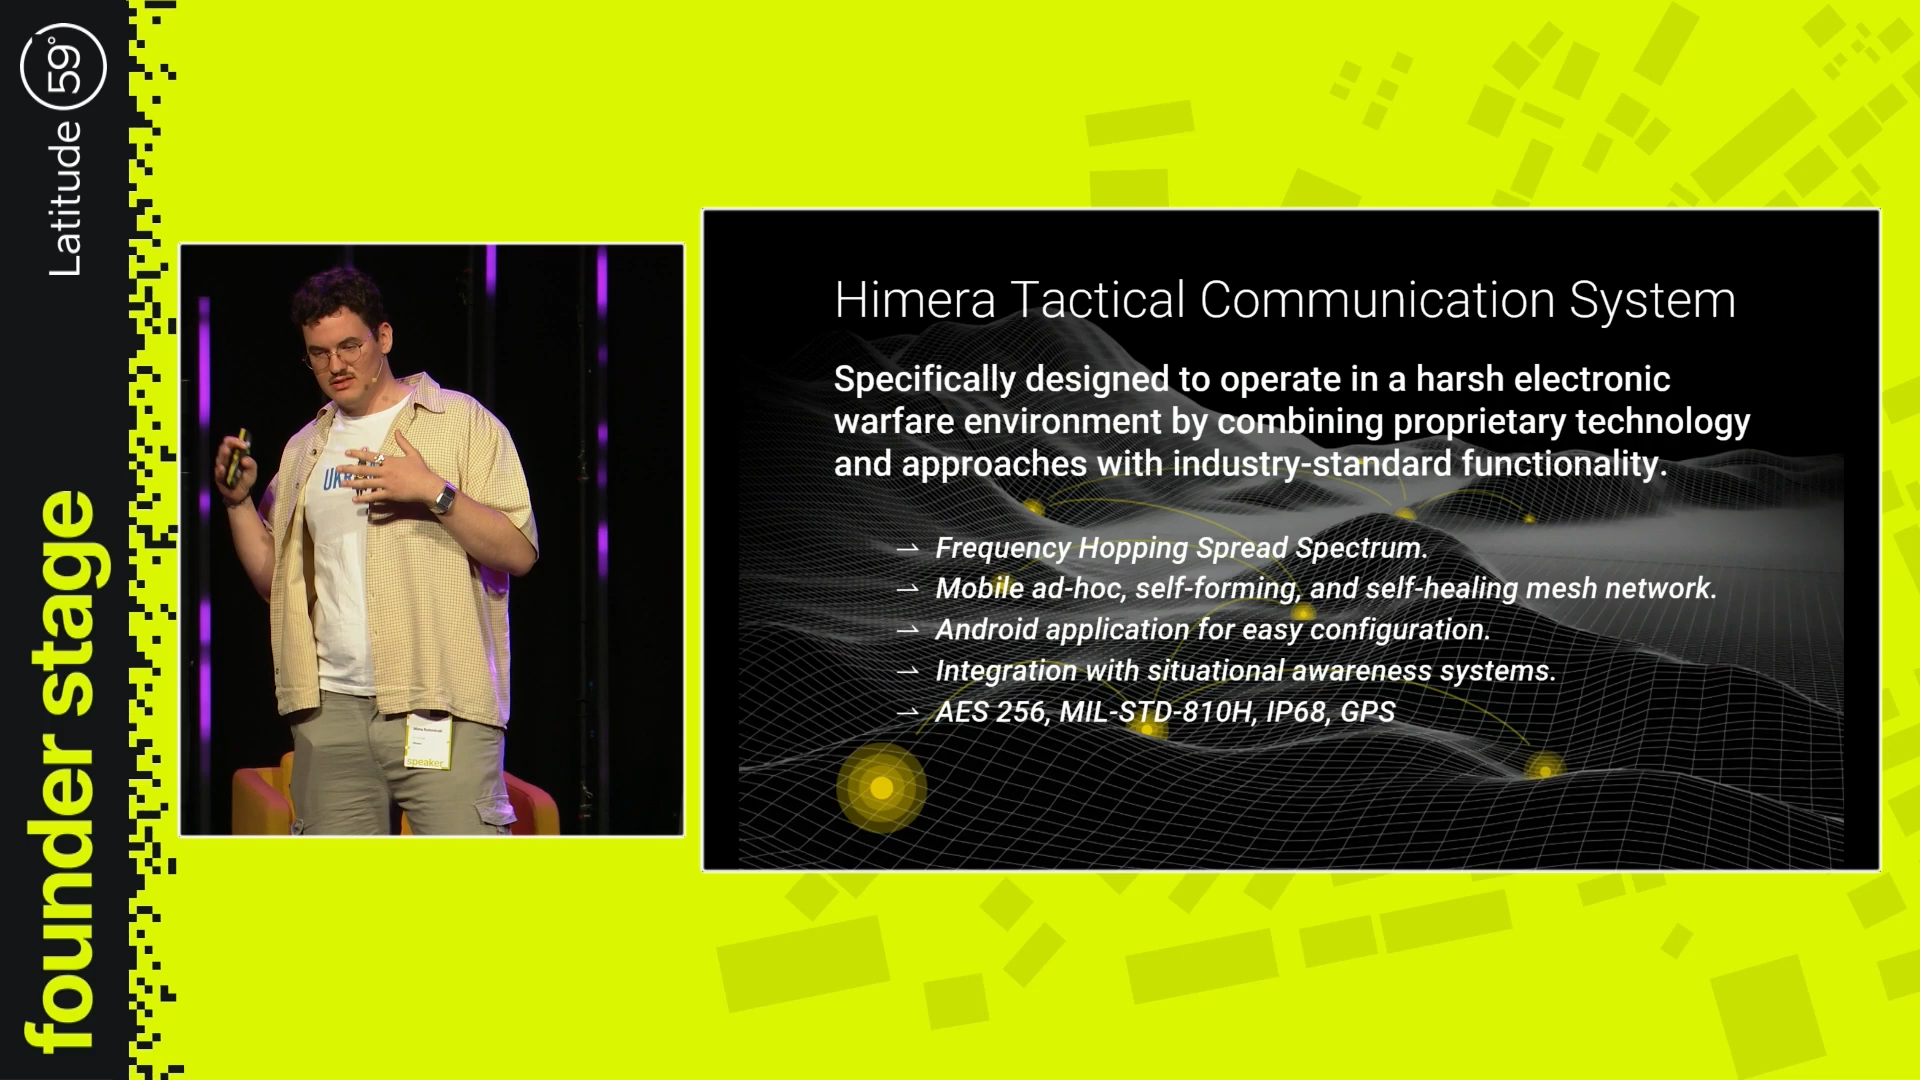 Latitude 59°
founder stage
UKR
speaker
Himera Tactical Communication System
Specifically designed to operate in a harsh electronic
warfare environment by combining proprietary technology
and approaches with industry-standard functionality.
⇀ Frequency Hopping Spread Spectrum.
⇀ Mobile ad-hoc, self-forming, and self-healing mesh network.
⇀ Android application for easy configuration.
⇀ Integration with situational awareness systems.
⇀ AES 256, MIL-STD-810H, IP68, GPS